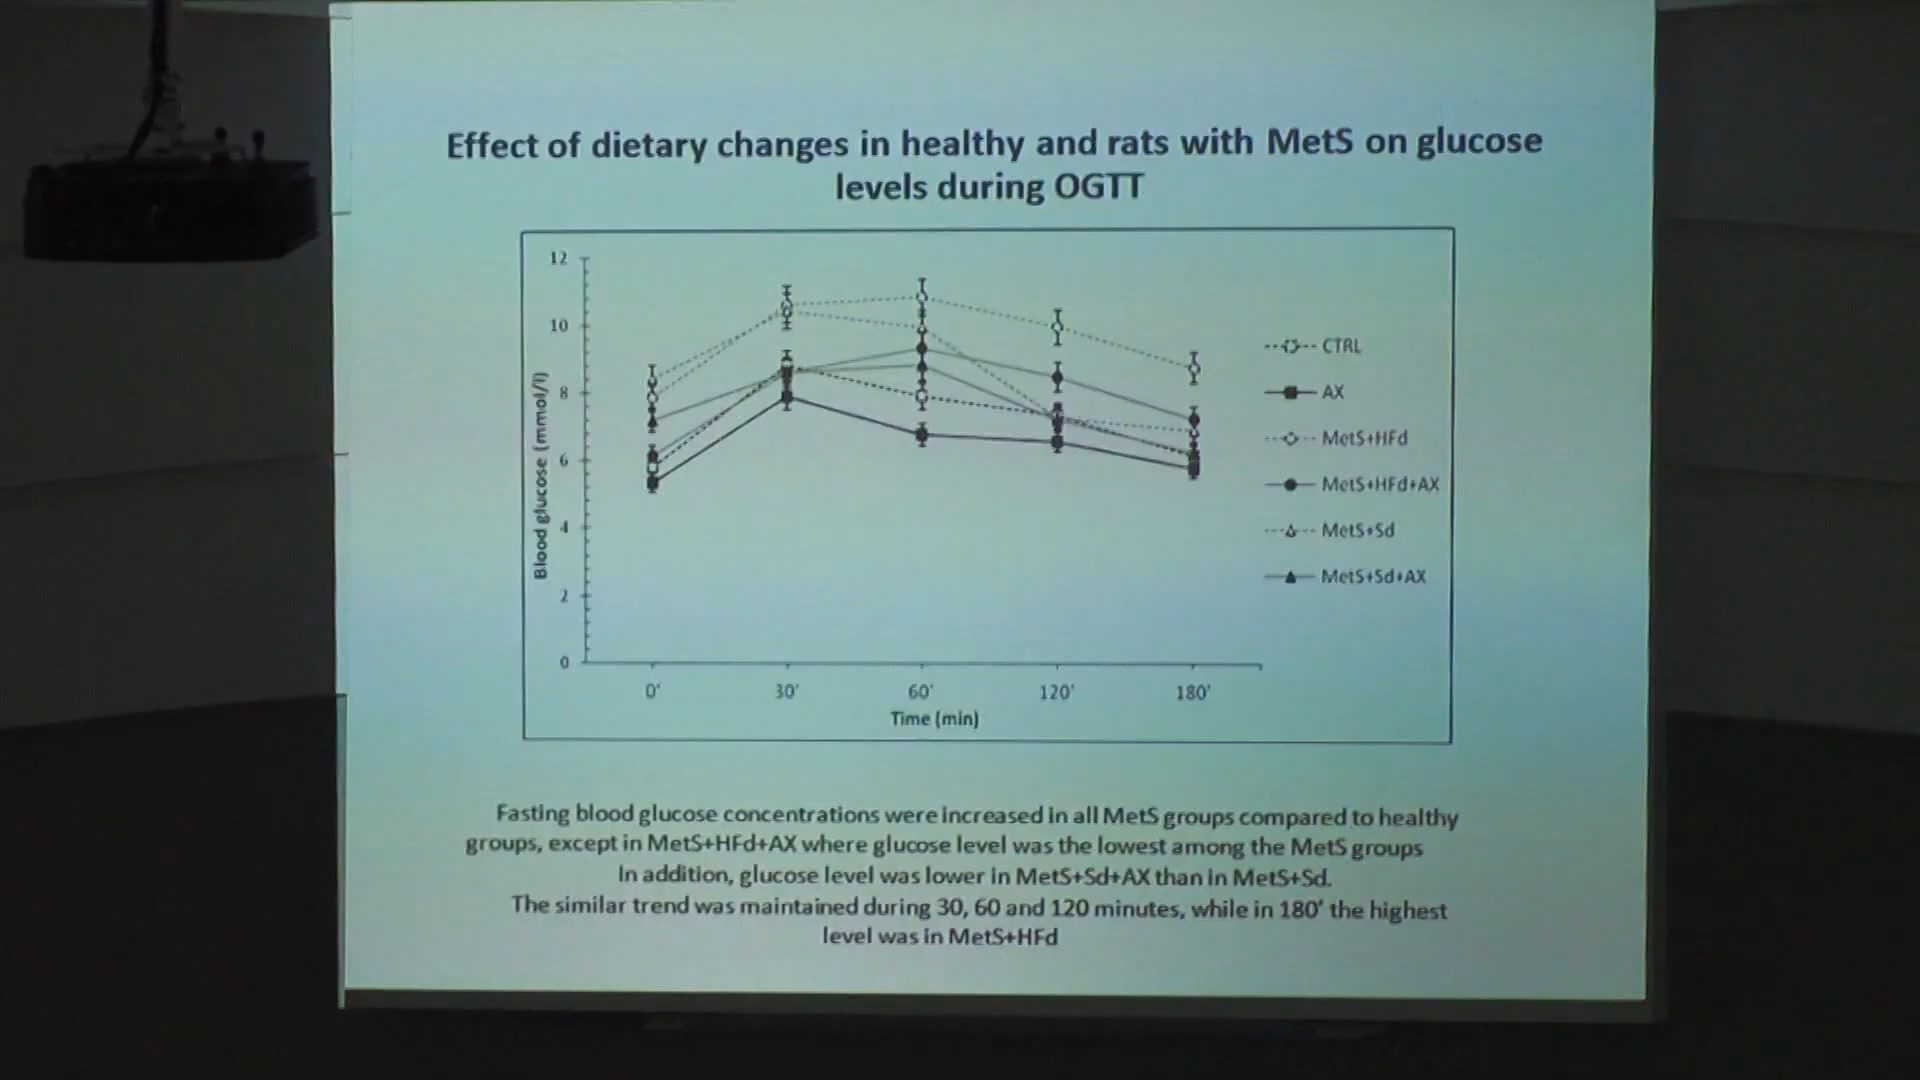 Effect of dietary changes in healthy and rats with MetS on glucose
levels during OGTT
12
10
8
6
4
2
0
Blood glucose (mmol/l)
0'
30'
60'
120'
180'
Time (min)
CTRL
AX
MetS+HFd
MetS+HFd+AX
MetS+Sd
MetS+Sd+AX
Fasting blood glucose concentrations were increased in all MetS groups compared to healthy
groups, except in MetS+HFd+AX where glucose level was the lowest among the MetS groups
In addition, glucose level was lower in MetS+Sd+AX than in MetS+Sd.
The similar trend was maintained during 30, 60 and 120 minutes, while in 180' the highest
level was in MetS+HFd